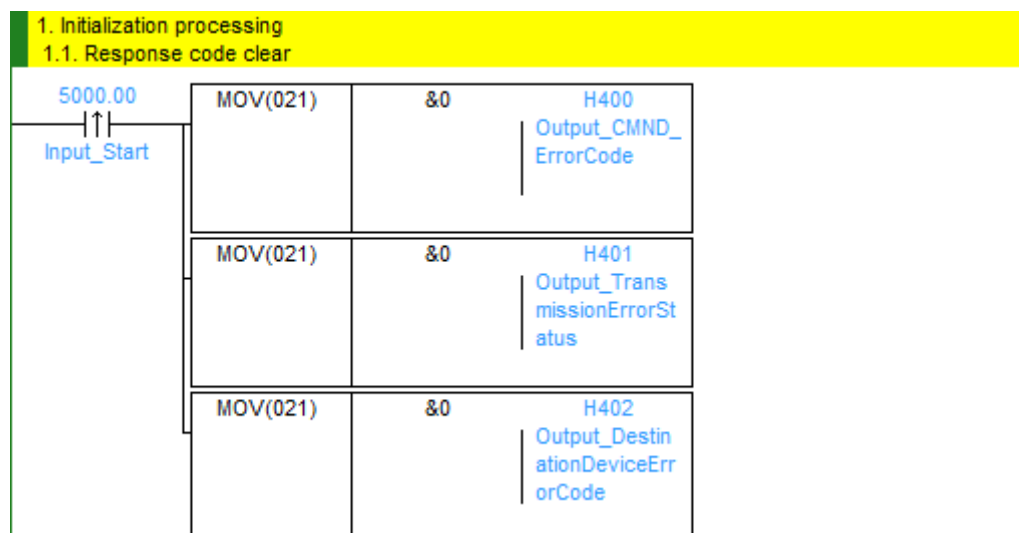 1. Initialization processing
1.1. Response code clear
5000.00
Input_Start
MOV(021) &0 H400
Output_CMND_
ErrorCode
MOV(021) &0 H401
Output_Trans
missionErrorSt
atus
MOV(021) &0 H402
Output_Destin
ationDeviceErr
orCode